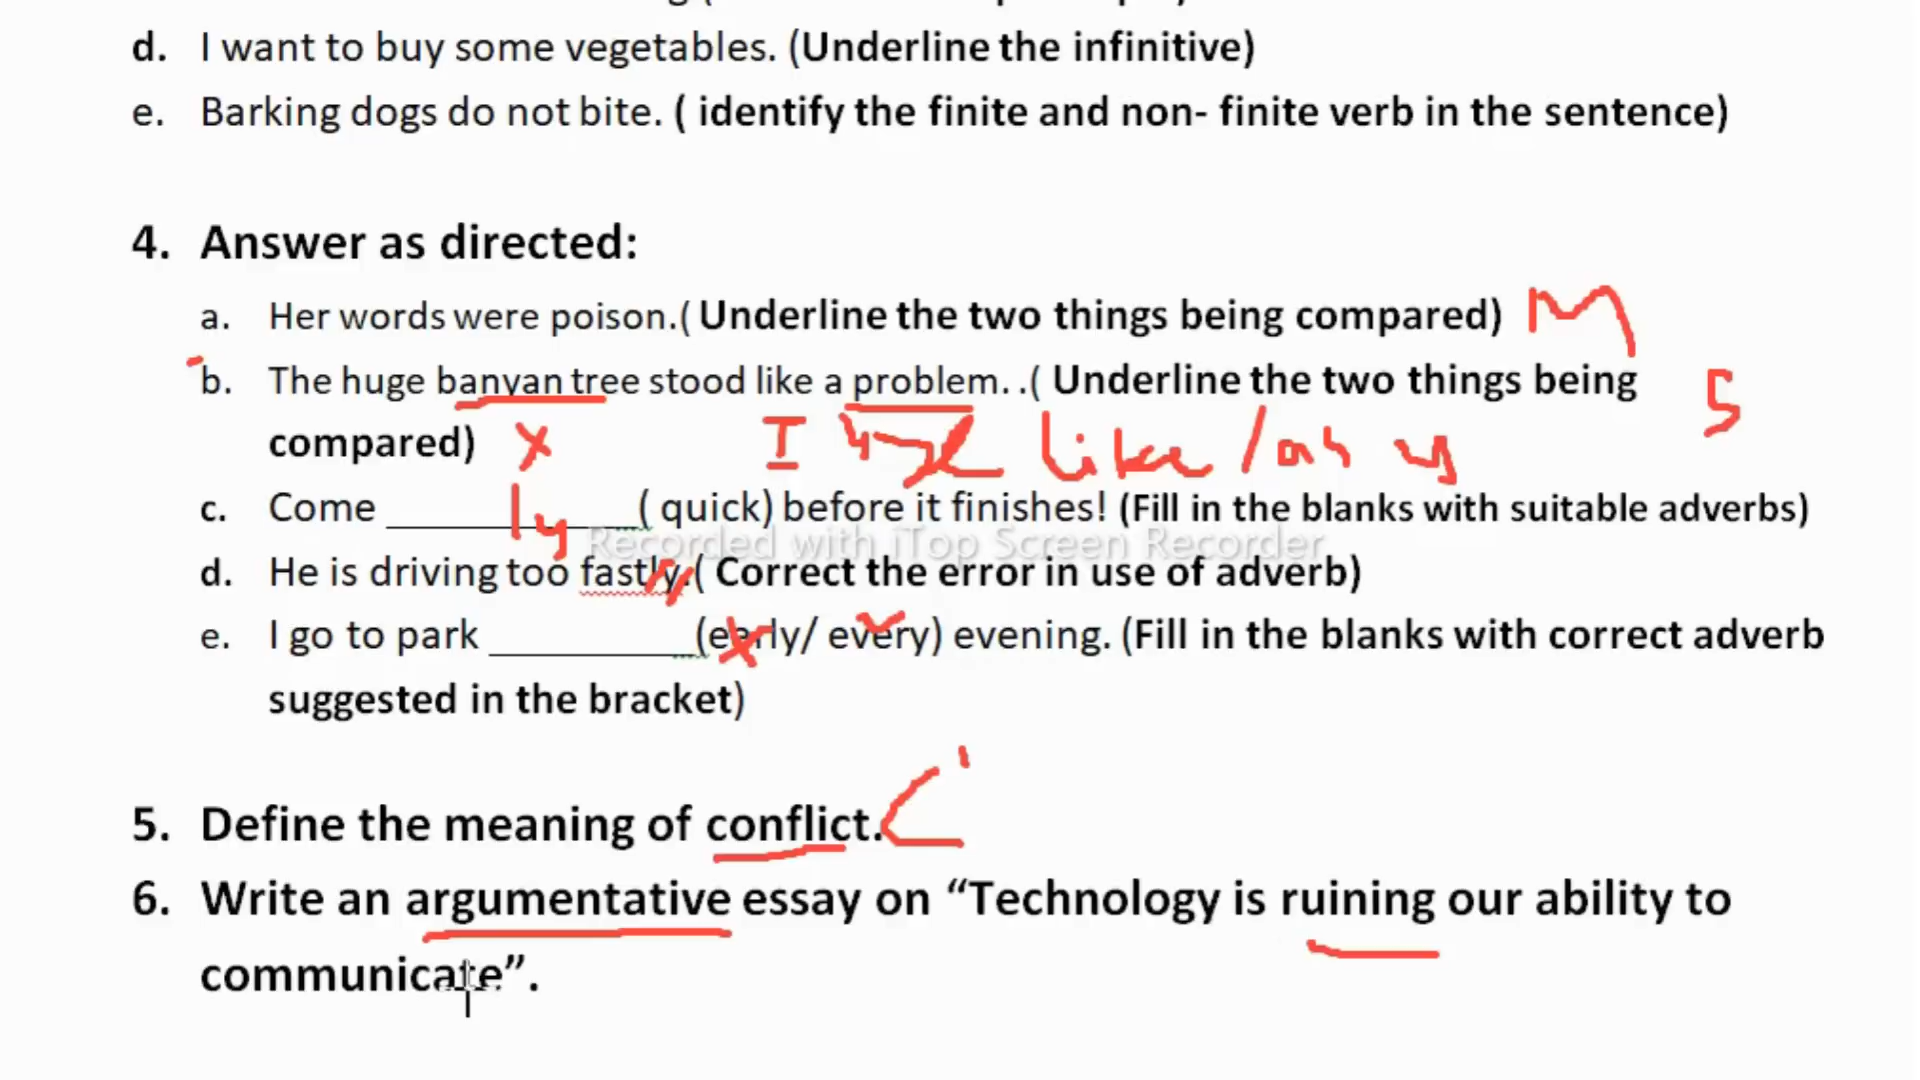 d. I want to buy some vegetables. (Underline the infinitive)
e. Barking dogs do not bite. ( identify the finite and non- finite verb in the sentence)
4. Answer as directed:
a. Her words were poison.( Underline the two things being compared) M
b. The huge banyan tree stood like a problem. .( Underline the two things being S
compared) x I like /as
c. Come ________ly____( quick) before it finishes! (Fill in the blanks with suitable adverbs)
Recorded with iTop Screen Recorder
d. He is driving too fastly.( Correct the error in use of adverb)
e. I go to park __________(early/ every) evening. (Fill in the blanks with correct adverb
suggested in the bracket)
5. Define the meaning of conflict.
6. Write an argumentative essay on “Technology is ruining our ability to
communicate”.